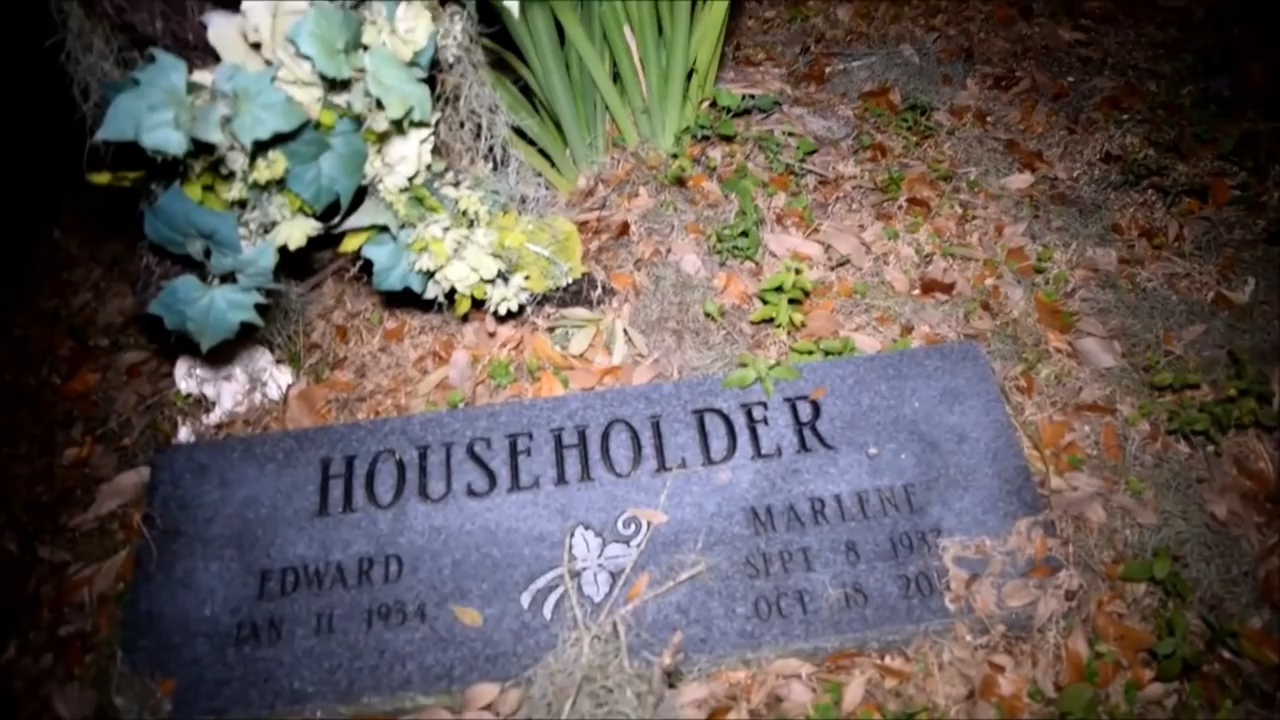 HOUSEHOLDER
EDWARD
JAN 11 1934
MARLENE
SEPT 8
OCT 18